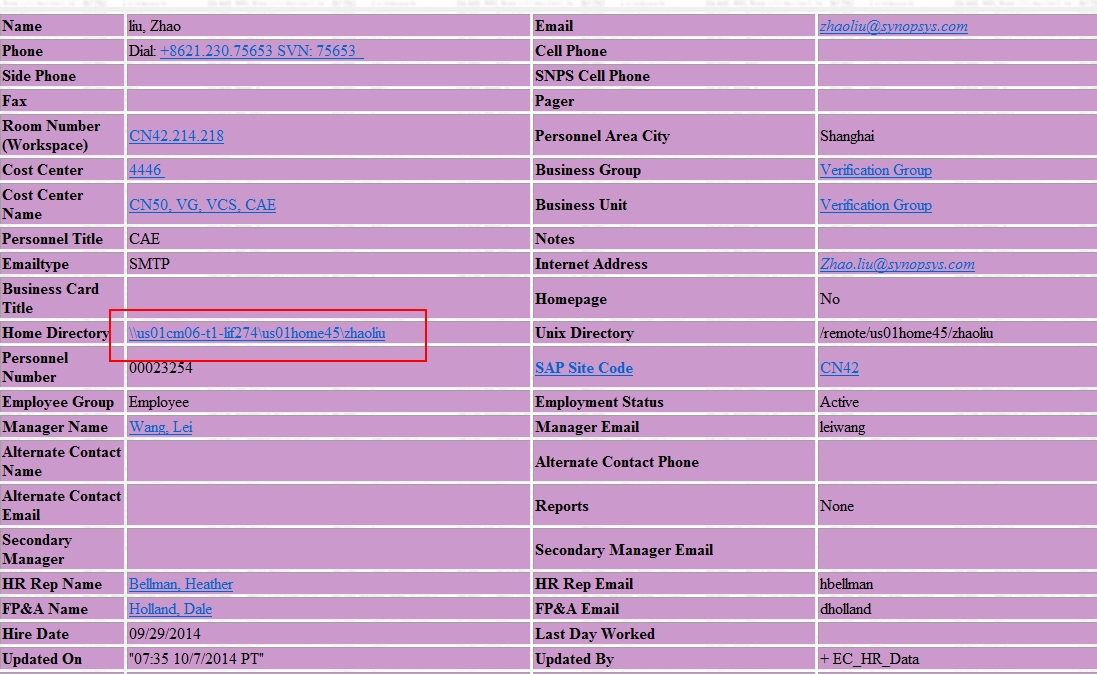 Name liu, Zhao Email zhaoliu@synopsys.com
Phone Dial: +8621.230.75653 SVN: 75653 Cell Phone
Side Phone SNPS Cell Phone
Fax Pager
Room Number
(Workspace) CN42.214.218 Personnel Area City Shanghai
Cost Center 4446 Business Group Verification Group
Cost Center
Name CN50, VG, VCS, CAE Business Unit Verification Group
Personnel Title CAE Notes
Emailtype SMTP Internet Address Zhao.liu@synopsys.com
Business Card
Title Homepage No
Home Directory \\us01cm06-t1-lif274\us01home45\zhaoliu Unix Directory /remote/us01home45/zhaoliu
Personnel
Number 00023254 SAP Site Code CN42
Employee Group Employee Employment Status Active
Manager Name Wang, Lei Manager Email leiwang
Alternate Contact
Name Alternate Contact Phone
Alternate Contact
Email Reports None
Secondary
Manager Secondary Manager Email
HR Rep Name Bellman, Heather HR Rep Email hbellman
FP&A Name Holland, Dale FP&A Email dholland
Hire Date 09/29/2014 Last Day Worked
Updated On "07:35 10/7/2014 PT" Updated By + EC_HR_Data